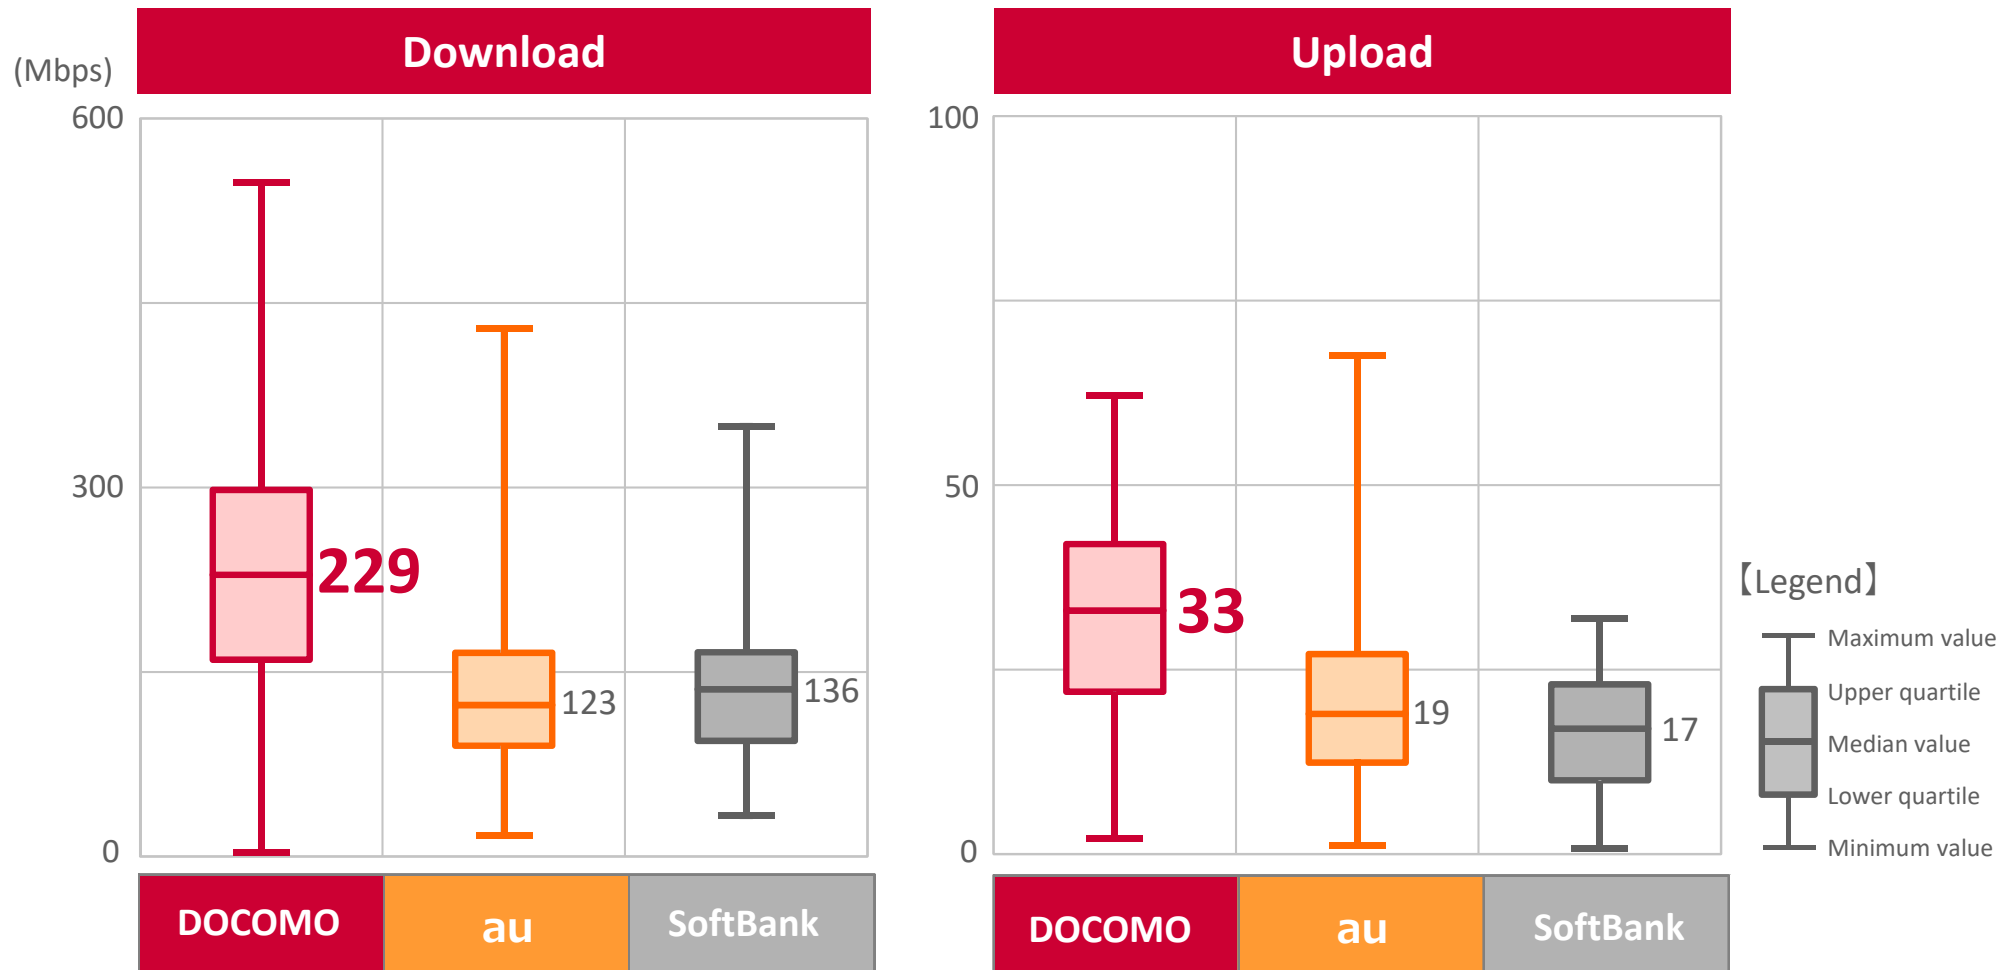 Download
Upload
(Mbps)
600
300
0
229
123
136
DOCOMO
au
SoftBank
100
50
0
33
19
17
DOCOMO
au
SoftBank
【Legend】
Maximum value
Upper quartile
Median value
Lower quartile
Minimum value